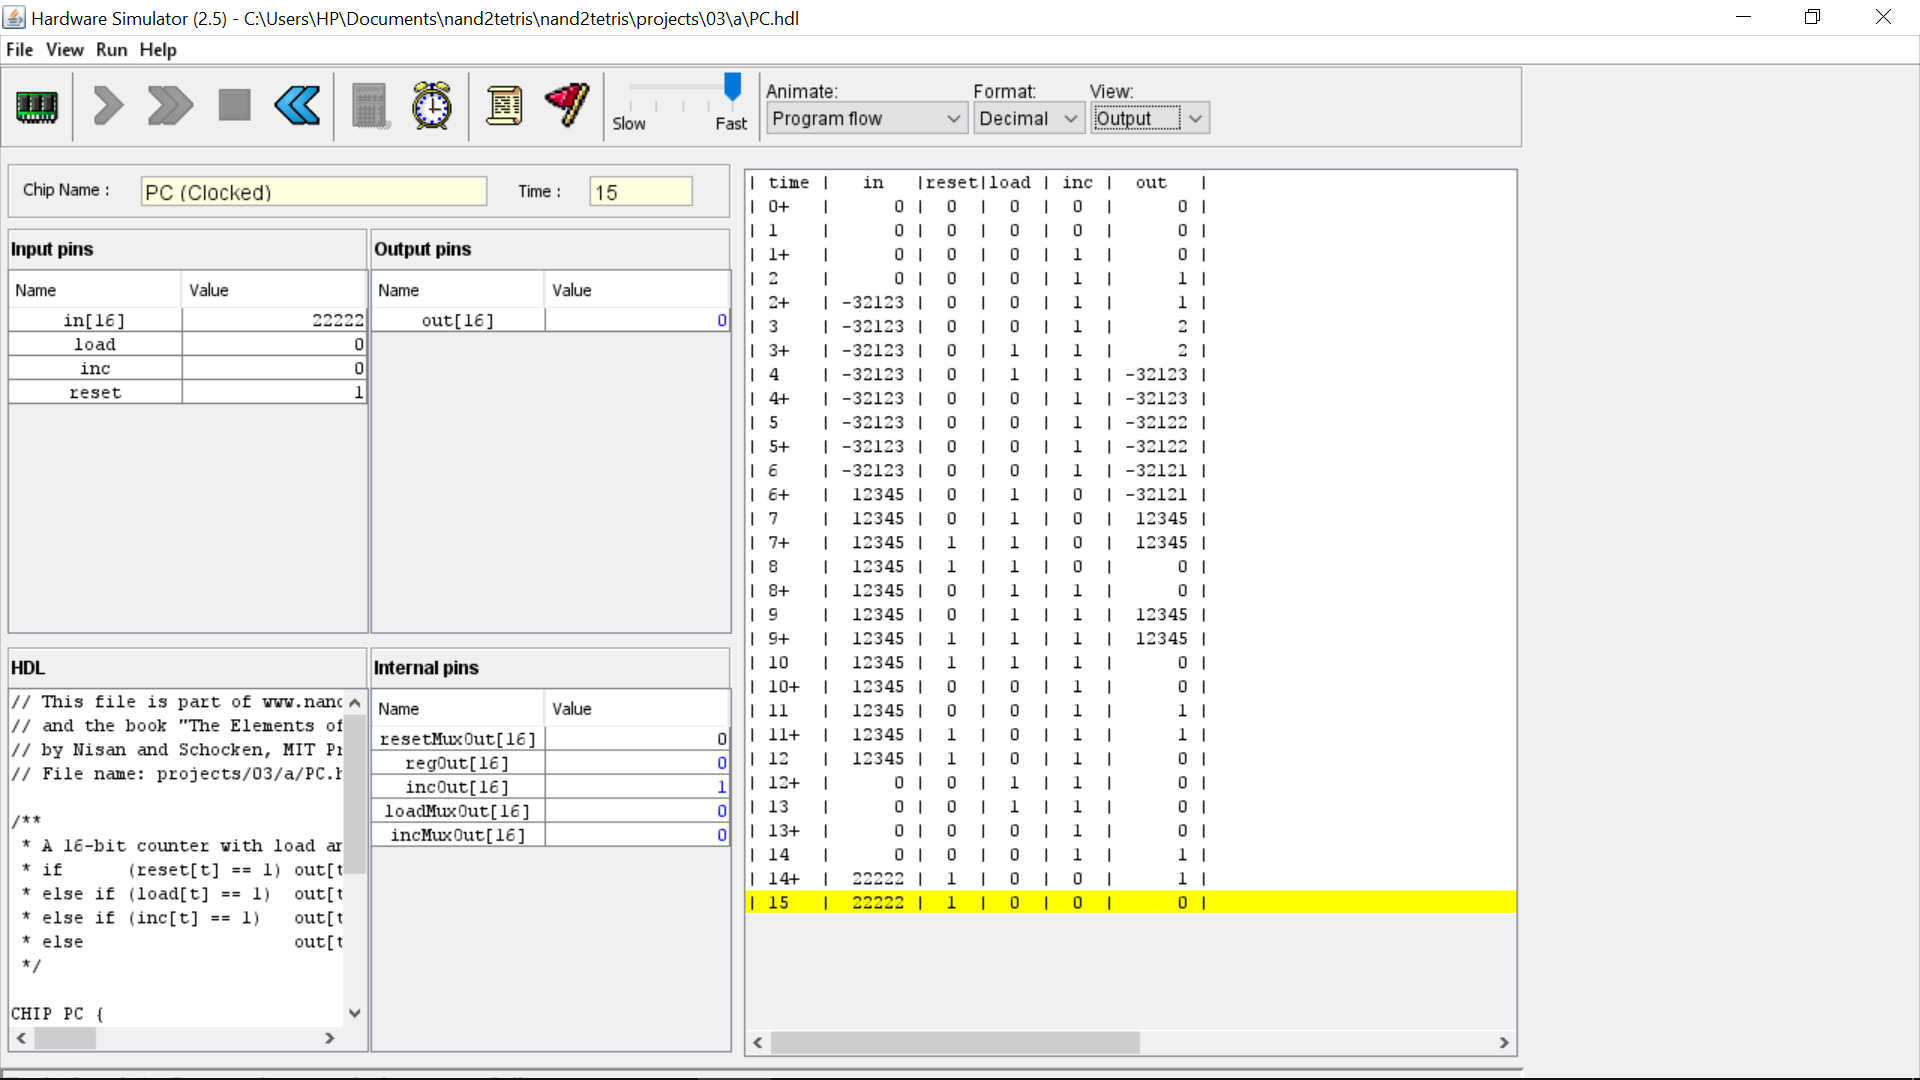 Hardware Simulator (2.5) - C:\Users\HP\Documents\nand2tetris\nand2tetris\projects\03\a\PC.hdl
File View Run Help
Slow Fast
Animate: Format: View:
Program flow Decimal Output
Chip Name : PC (Clocked) Time : 15
Input pins
Name Value
in[16] 22222
load 0
inc 0
reset 1
Output pins
Name Value
out[16] 0
HDL
// This file is part of www.nand
// and the book "The Elements of
// by Nisan and Schocken, MIT Pr
// File name: projects/03/a/PC.h
/**
* A 16-bit counter with load an
* if (reset[t] == 1) out[t
* else if (load[t] == 1) out[t
* else if (inc[t] == 1) out[t
* else out[t
*/
CHIP PC {
Internal pins
Name Value
resetMuxOut[16] 0
regOut[16] 0
incOut[16] 1
loadMuxOut[16] 0
incMuxOut[16] 0
| time | in |reset|load | inc | out |
| 0+ | 0 | 0 | 0 | 0 | 0 |
| 1 | 0 | 0 | 0 | 0 | 0 |
| 1+ | 0 | 0 | 0 | 1 | 0 |
| 2 | 0 | 0 | 0 | 1 | 1 |
| 2+ | -32123 | 0 | 0 | 1 | 1 |
| 3 | -32123 | 0 | 0 | 1 | 2 |
| 3+ | -32123 | 0 | 1 | 1 | 2 |
| 4 | -32123 | 0 | 1 | 1 | -32123 |
| 4+ | -32123 | 0 | 0 | 1 | -32123 |
| 5 | -32123 | 0 | 0 | 1 | -32122 |
| 5+ | -32123 | 0 | 0 | 1 | -32122 |
| 6 | -32123 | 0 | 0 | 1 | -32121 |
| 6+ | 12345 | 0 | 1 | 0 | -32121 |
| 7 | 12345 | 0 | 1 | 0 | 12345 |
| 7+ | 12345 | 1 | 1 | 0 | 12345 |
| 8 | 12345 | 1 | 1 | 0 | 0 |
| 8+ | 12345 | 0 | 1 | 1 | 0 |
| 9 | 12345 | 0 | 1 | 1 | 12345 |
| 9+ | 12345 | 1 | 1 | 1 | 12345 |
| 10 | 12345 | 1 | 1 | 1 | 0 |
| 10+ | 12345 | 0 | 0 | 1 | 0 |
| 11 | 12345 | 0 | 0 | 1 | 1 |
| 11+ | 12345 | 1 | 0 | 1 | 1 |
| 12 | 12345 | 1 | 0 | 1 | 0 |
| 12+ | 0 | 0 | 1 | 1 | 0 |
| 13 | 0 | 0 | 1 | 1 | 0 |
| 13+ | 0 | 0 | 0 | 1 | 0 |
| 14 | 0 | 0 | 0 | 1 | 1 |
| 14+ | 22222 | 1 | 0 | 0 | 1 |
| 15 | 22222 | 1 | 0 | 0 | 0 |